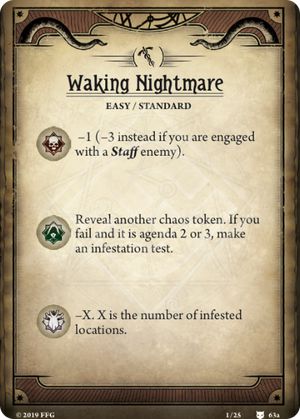 Waking Nightmare
EASY / STANDARD
–1 (–3 instead if you are engaged
with a Staff enemy).
Reveal another chaos token. If you
fail and it is agenda 2 or 3, make
an infestation test.
–X. X is the number of infested
locations.
© 2019 FFG 1/25 63a